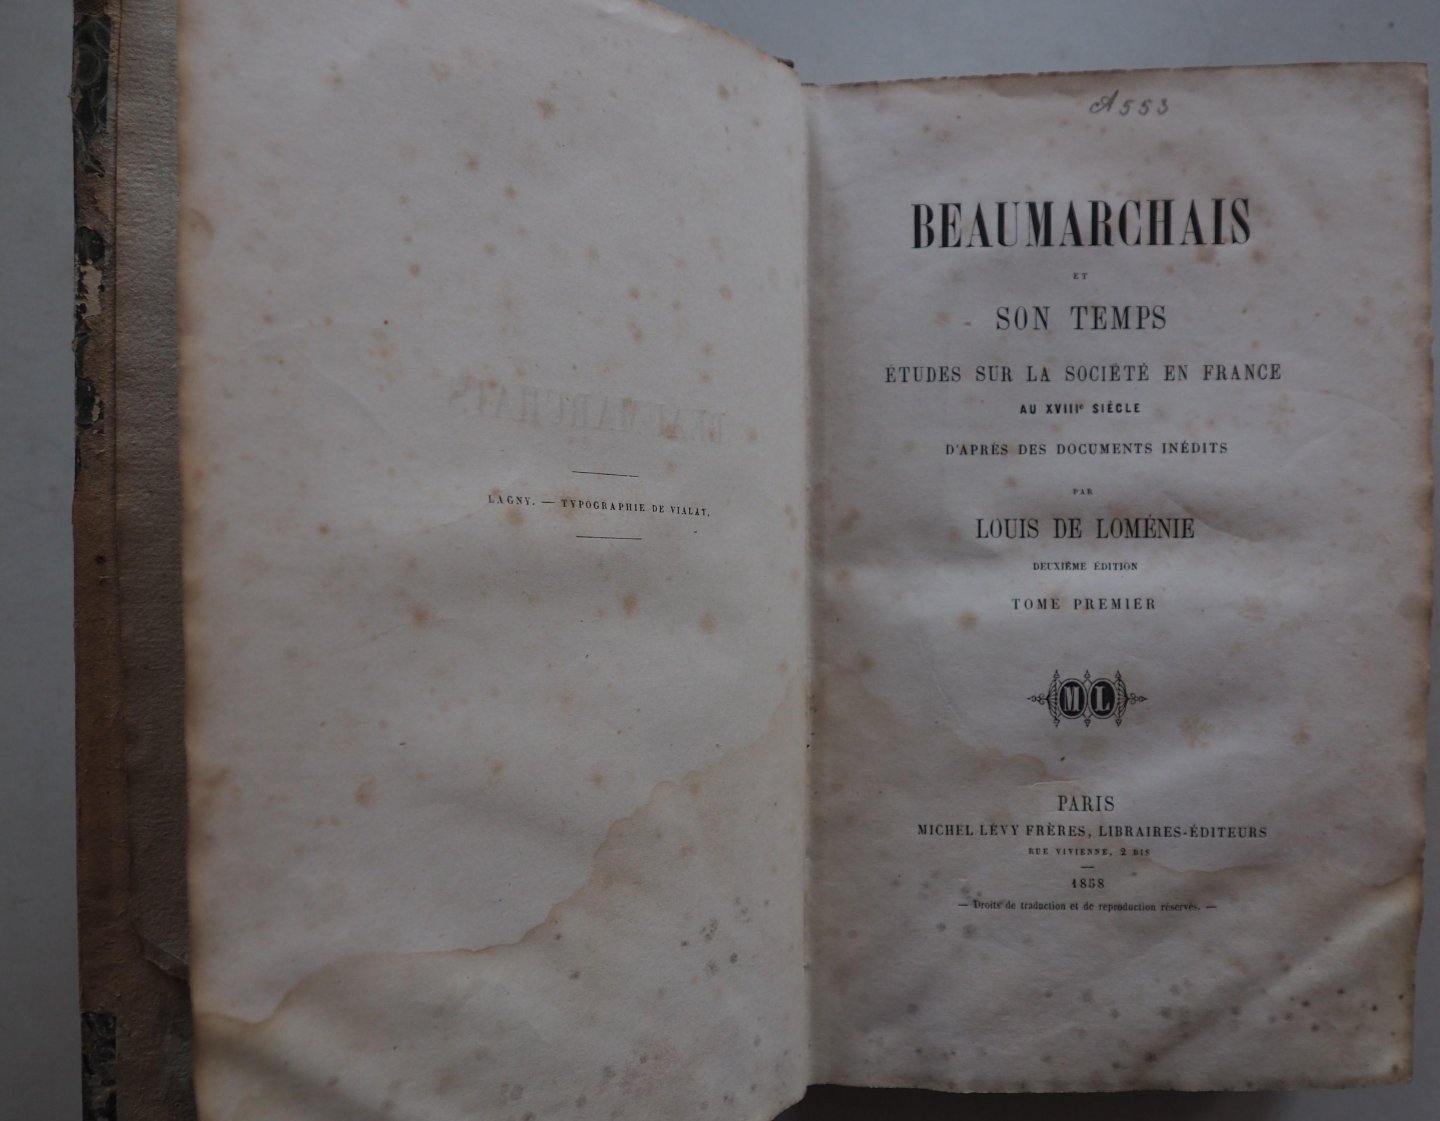 LAGNY. — TYPOGRAPHIE DE VIALAT.
A 553
BEAUMARCHAIS
ET
SON TEMPS
ÉTUDES SUR LA SOCIÉTÉ EN FRANCE
AU XVIIIe SIÈCLE
D'APRÈS DES DOCUMENTS INÉDITS
PAR
LOUIS DE LOMÉNIE
DEUXIÈME ÉDITION
TOME PREMIER
ML
PARIS
MICHEL LÉVY FRÈRES, LIBRAIRES-ÉDITEURS
RUE VIVIENNE, 2 BIS
1858
— Droits de traduction et de reproduction réservés. —